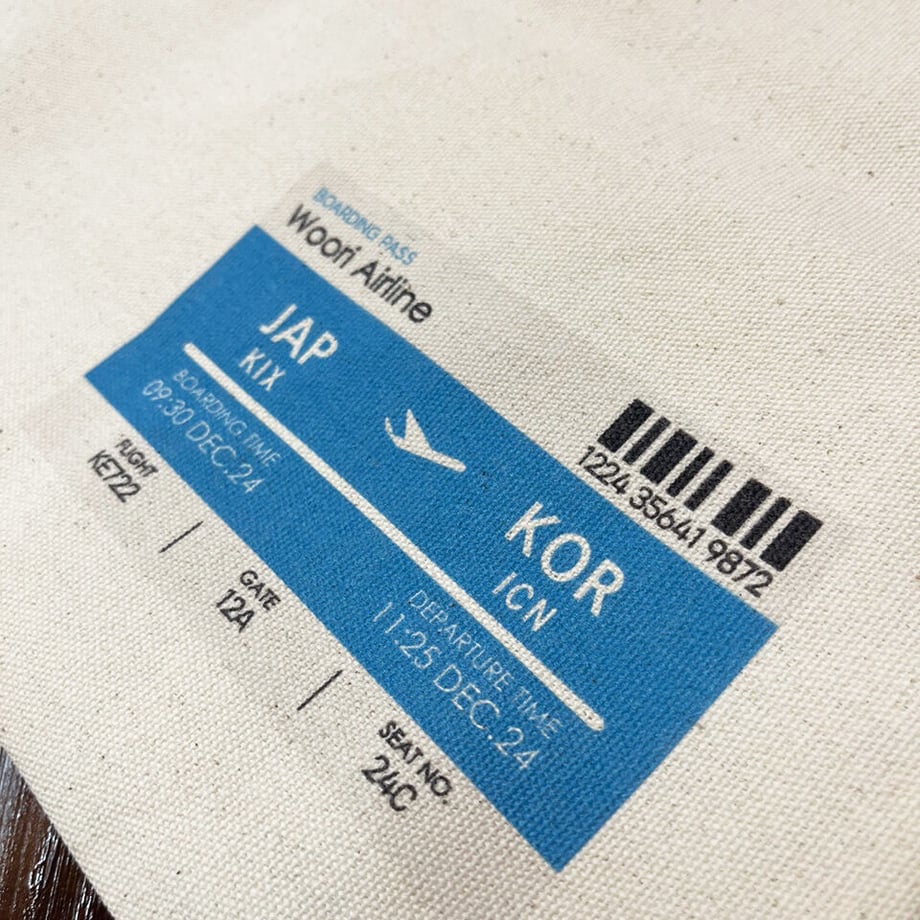 BOARDING PASS
Woori Airline
1224 35641 9872
JAP
KIX
KOR
ICN
BOARDING TIME
09:30 DEC.24
DEPARTURE TIME
11:25 DEC.24
FLIGHT
KE722
GATE
12A
SEAT NO.
24C